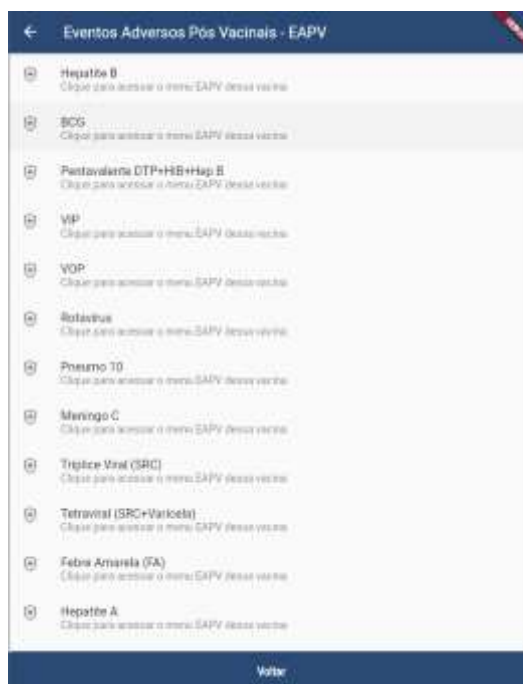 Eventos Adversos Pós Vacinais - EAPV
Hepatite B
Clique para acessar o menu EAPV dessa vacina
BCG
Clique para acessar o menu EAPV dessa vacina
Pentavalente DTP+HIB+Hep B
Clique para acessar o menu EAPV dessa vacina
VIP
Clique para acessar o menu EAPV dessa vacina
VOP
Clique para acessar o menu EAPV dessa vacina
Rotavírus
Clique para acessar o menu EAPV dessa vacina
Pneumo 10
Clique para acessar o menu EAPV dessa vacina
Meningo C
Clique para acessar o menu EAPV dessa vacina
Tríplice Viral (SRC)
Clique para acessar o menu EAPV dessa vacina
Tetraviral (SRC+Varicela)
Clique para acessar o menu EAPV dessa vacina
Febre Amarela (FA)
Clique para acessar o menu EAPV dessa vacina
Hepatite A
Clique para acessar o menu EAPV dessa vacina
Voltar